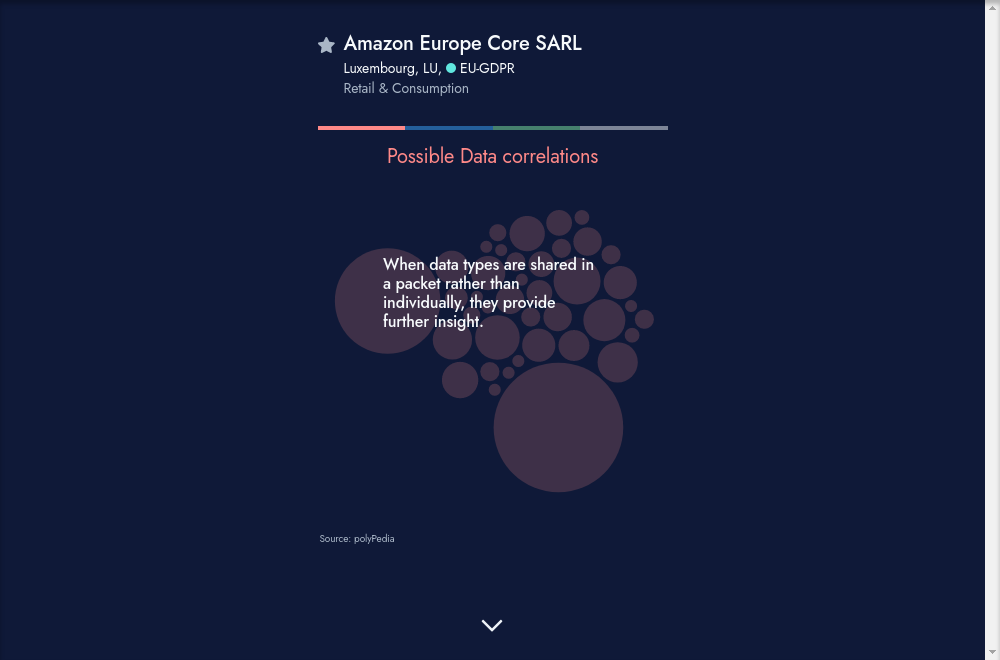 Amazon Europe Core SARL
Luxembourg, LU, EU-GDPR
Retail & Consumption
Possible Data correlations
When data types are shared in
a packet rather than
individually, they provide
further insight.
Source: polyPedia